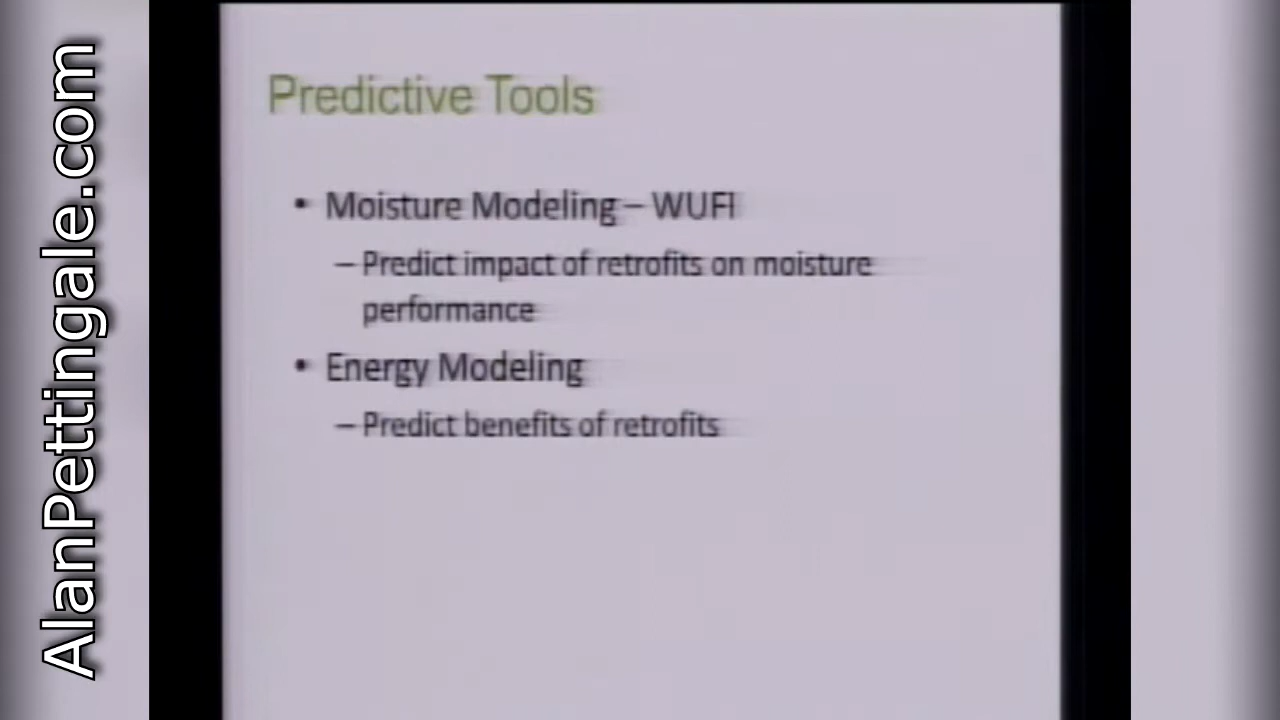 AlanPettingale.com
Predictive Tools
• Moisture Modeling – WUFI
– Predict impact of retrofits on moisture
performance
• Energy Modeling
– Predict benefits of retrofits